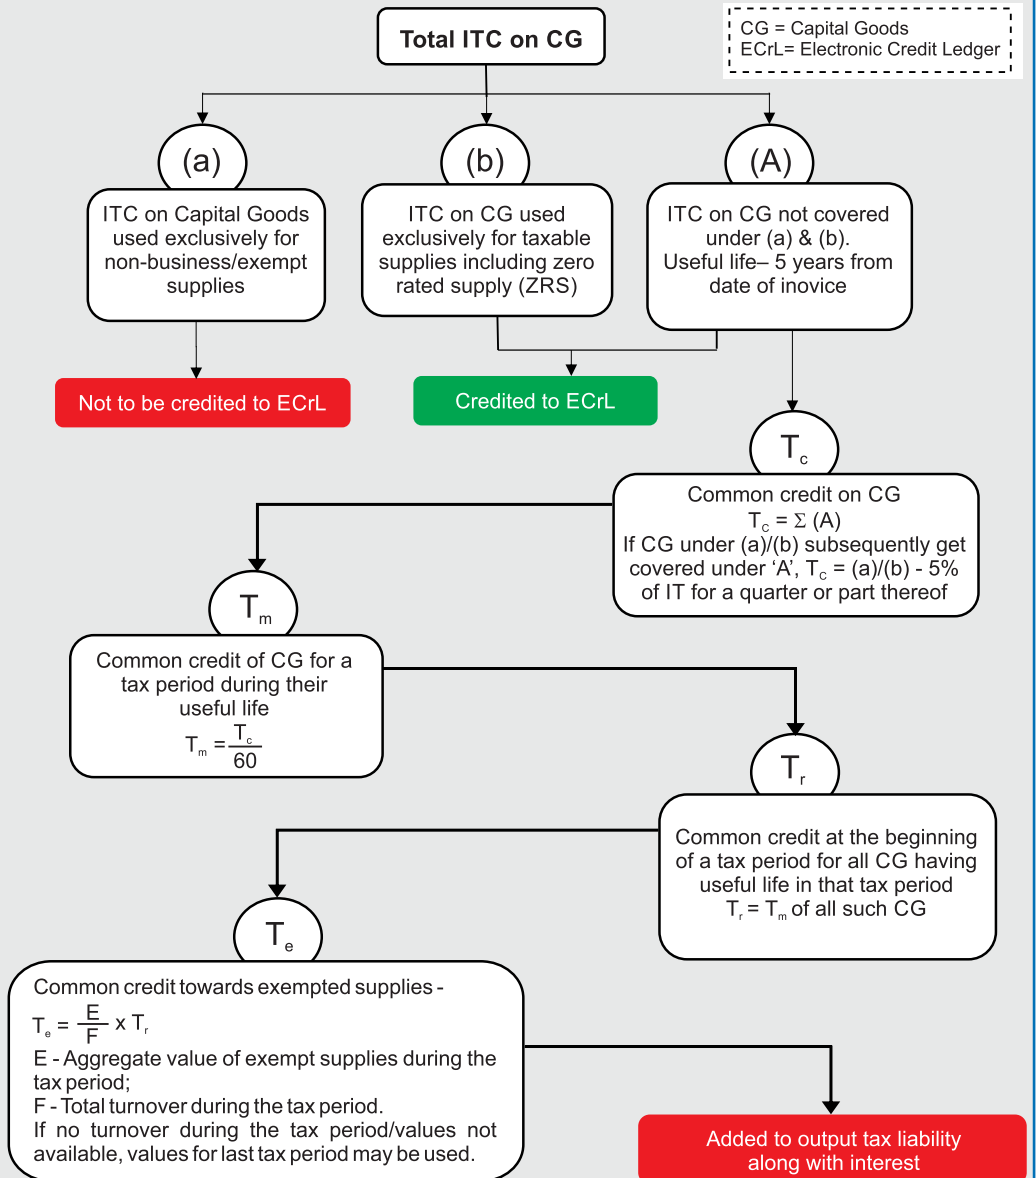 Total ITC on CG
CG = Capital Goods
ECrL= Electronic Credit Ledger
(a)
ITC on Capital Goods
used exclusively for
non-business/exempt
supplies
Not to be credited to ECrL
(b)
ITC on CG used
exclusively for taxable
supplies including zero
rated supply (ZRS)
(A)
ITC on CG not covered
under (a) & (b).
Useful life– 5 years from
date of inovice
Credited to ECrL
Tc
Common credit on CG
TC = Σ (A)
If CG under (a)/(b) subsequently get
covered under ‘A’, TC = (a)/(b) - 5%
of IT for a quarter or part thereof
Tm
Common credit of CG for a
tax period during their
useful life
Tm = Tc/60
Tr
Common credit at the beginning
of a tax period for all CG having
useful life in that tax period
Tr = Tm of all such CG
Te
Common credit towards exempted supplies -
Te = E/F x Tr
E - Aggregate value of exempt supplies during the
tax period;
F - Total turnover during the tax period.
If no turnover during the tax period/values not
available, values for last tax period may be used.
Added to output tax liability
along with interest